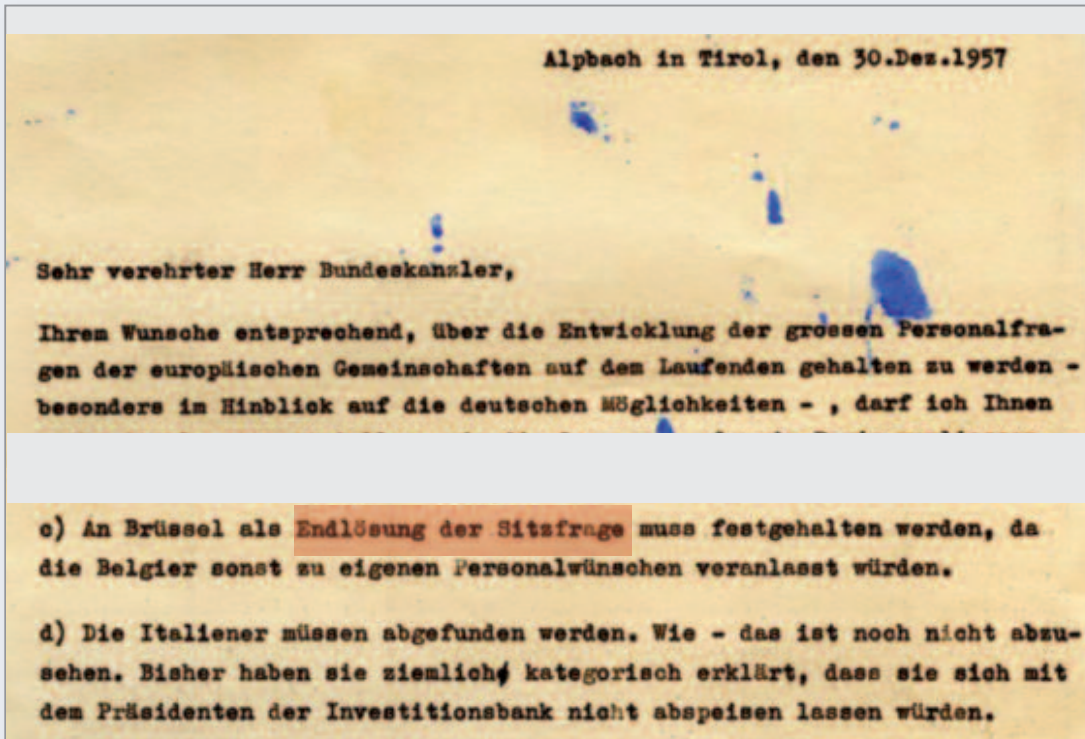 Alpbach in Tirol, den 30.Dez.1957
Sehr verehrter Herr Bundeskanzler,
Ihrem Wunsche entsprechend, über die Entwicklung der grossen Personalfra-
gen der europäischen Gemeinschaften auf dem Laufenden gehalten zu werden -
besonders im Hinblick auf die deutschen Möglichkeiten - , darf ich Ihnen
c) An Brüssel als Endlösung der Sitzfrage muss festgehalten werden, da
die Belgier sonst zu eigenen Personalwünschen veranlasst würden.
d) Die Italiener müssen abgefunden werden. Wie - das ist noch nicht abzu-
sehen. Bisher haben sie ziemlich kategorisch erklärt, dass sie sich mit
dem Präsidenten der Investitionsbank nicht abspeisen lassen würden.